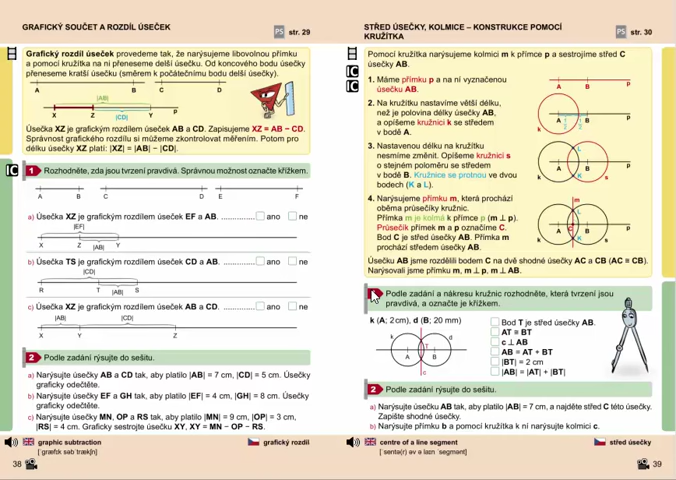 GRAFICKÝ SOUČET A ROZDÍL ÚSEČEK
PS str. 29
Grafický rozdíl úseček provedeme tak, že narýsujeme libovolnou přímku
a pomocí kružítka na ni přeneseme delší úsečku. Od koncového bodu úsečky
přeneseme kratší úsečku (směrem k počátečnímu bodu delší úsečky).
A B C D
|AB|
X Z Y p
|CD|
Úsečka XZ je grafickým rozdílem úseček AB a CD. Zapisujeme XZ = AB − CD.
Správnost grafického rozdílu si můžeme zkontrolovat měřením. Potom pro
délku úsečky XZ platí: |XZ| = |AB| − |CD|.
1 Rozhodněte, zda jsou tvrzení pravdivá. Správnou možnost označte křížkem.
A B C D E F
a) Úsečka XZ je grafickým rozdílem úseček EF a AB. ............... ano ne
|EF|
X Z |AB| Y
b) Úsečka TS je grafickým rozdílem úseček CD a AB. ............... ano ne
|CD|
R T |AB| S
c) Úsečka XZ je grafickým rozdílem úseček AB a CD. ............... ano ne
|AB| |CD|
X Y Z
2 Podle zadání rýsujte do sešitu.
a) Narýsujte úsečky AB a CD tak, aby platilo |AB| = 7 cm, |CD| = 5 cm. Úsečky
graficky odečtěte.
b) Narýsujte úsečky EF a GH tak, aby platilo |EF| = 4 cm, |GH| = 8 cm. Úsečky
graficky odečtěte.
c) Narýsujte úsečky MN, OP a RS tak, aby platilo |MN| = 9 cm, |OP| = 3 cm,
|RS| = 4 cm. Graficky sestrojte úsečku XY, XY = MN − OP − RS.
graphic subtraction
grafický rozdíl
38
STŘED ÚSEČKY, KOLMICE – KONSTRUKCE POMOCÍ
KRUŽÍTKA
PS str. 30
Pomocí kružítka narýsujeme kolmici m k přímce p a sestrojíme střed C
úsečky AB.
1. Máme přímku p a na ní vyznačenou
úsečku AB.
A B p
2. Na kružítku nastavíme větší délku,
než je polovina délky úsečky AB,
a opíšeme kružnici k se středem
v bodě A.
A B p
k
3. Nastavenou délku na kružítku
nesmíme změnit. Opíšeme kružnici s
o stejném poloměru se středem
v bodě B. Kružnice se protnou ve dvou
bodech (K a L).
L
A B p
k K s
4. Narýsujeme přímku m, která prochází
oběma průsečíky kružnic.
Přímka m je kolmá k přímce p (m ⊥ p).
Průsečík přímek m a p označíme C.
Bod C je střed úsečky AB. Přímka m
prochází středem úsečky AB.
m
L
A C B p
k K s
Úsečku AB jsme rozdělili bodem C na dvě shodné úsečky AC a CB (AC ≅ CB).
Narýsovali jsme přímku m, m ⊥ p, m ⊥ AB.
Podle zadání a nákresu kružnic rozhodněte, která tvrzení jsou
pravdivá, a označte je křížkem.
k (A; 2 cm), d (B; 20 mm)
k d
T
A B
c
Bod T je střed úsečky AB.
AT ≅ BT
c ⊥ AB
AB = AT + BT
|BT| = 2 cm
|AB| = |AT| + |BT|
2 Podle zadání rýsujte do sešitu.
a) Narýsujte úsečku AB tak, aby platilo |AB| = 7 cm, a najděte střed C této úsečky.
Zapište shodné úsečky.
b) Narýsujte přímku b a pomocí kružítka k ní narýsujte kolmici c.
centre of a line segment
střed úsečky
39